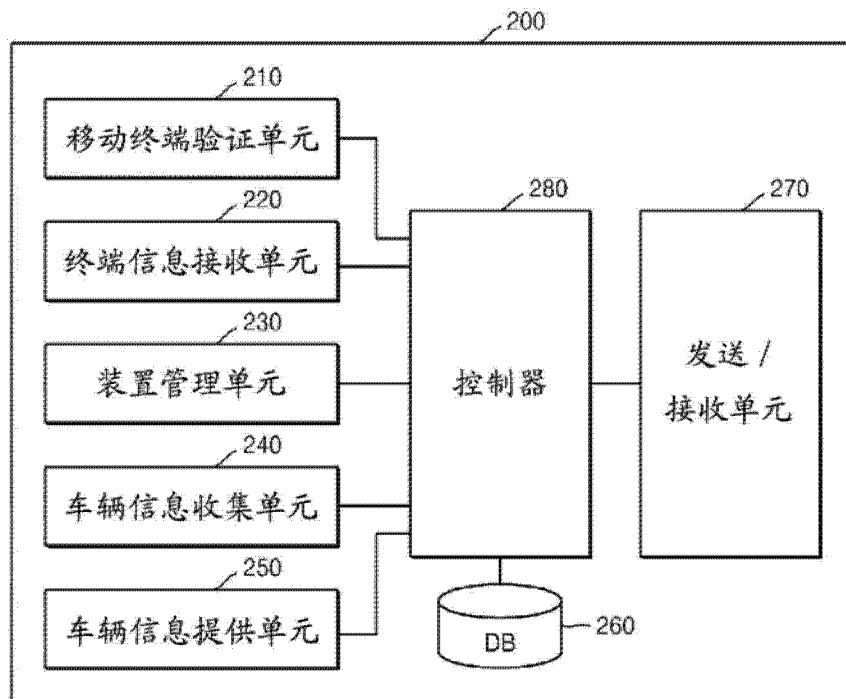 200
210
移动终端验证单元
220
终端信息接收单元
230
装置管理单元
240
车辆信息收集单元
250
车辆信息提供单元
280
控制器
270
发送 /
接收单元
DB
260